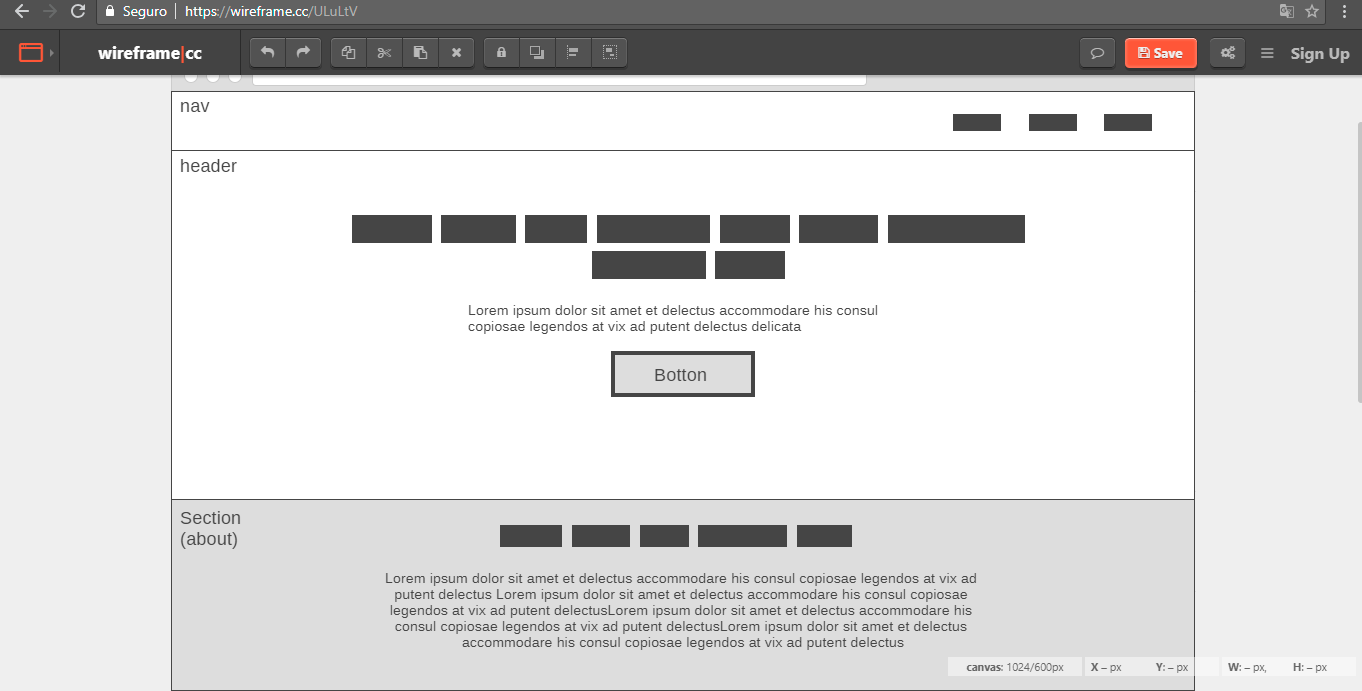 Seguro | https://wireframe.cc/ULuLtV
wireframe|cc
Save
Sign Up
nav
header
Lorem ipsum dolor sit amet et delectus accommodare his consul
copiosae legendos at vix ad putent delectus delicata
Botton
Section
(about)
Lorem ipsum dolor sit amet et delectus accommodare his consul copiosae legendos at vix ad
putent delectus Lorem ipsum dolor sit amet et delectus accommodare his consul copiosae
legendos at vix ad putent delectusLorem ipsum dolor sit amet et delectus accommodare his
consul copiosae legendos at vix ad putent delectusLorem ipsum dolor sit amet et delectus
accommodare his consul copiosae legendos at vix ad putent delectus
canvas: 1024/600px X – px Y: – px W: – px, H: – px